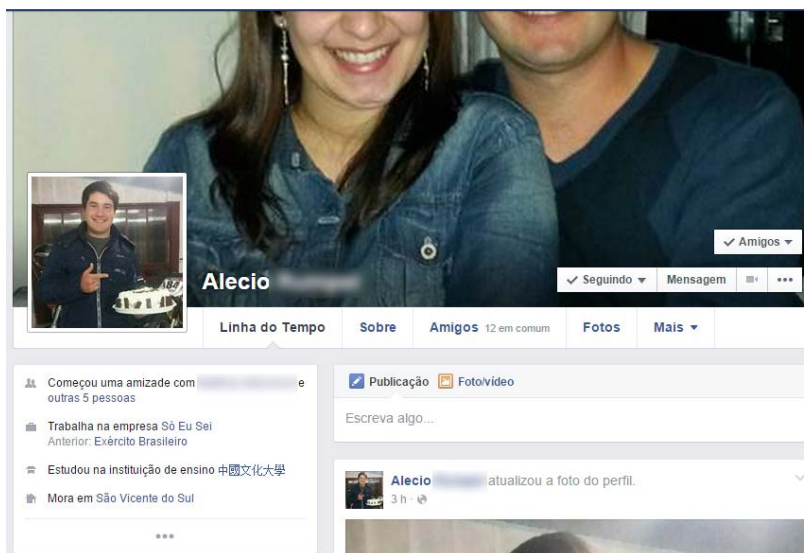 Amigos
Alecio
Seguindo Mensagem
Linha do Tempo Sobre Amigos 12 em comum Fotos Mais
Começou uma amizade com e
outras 5 pessoas
Trabalha na empresa Só Eu Sei
Anterior: Exército Brasileiro
Estudou na instituição de ensino 中國文化大學
Mora em São Vicente do Sul
Publicação Foto/vídeo
Escreva algo...
Alecio atualizou a foto do perfil.
3 h ·